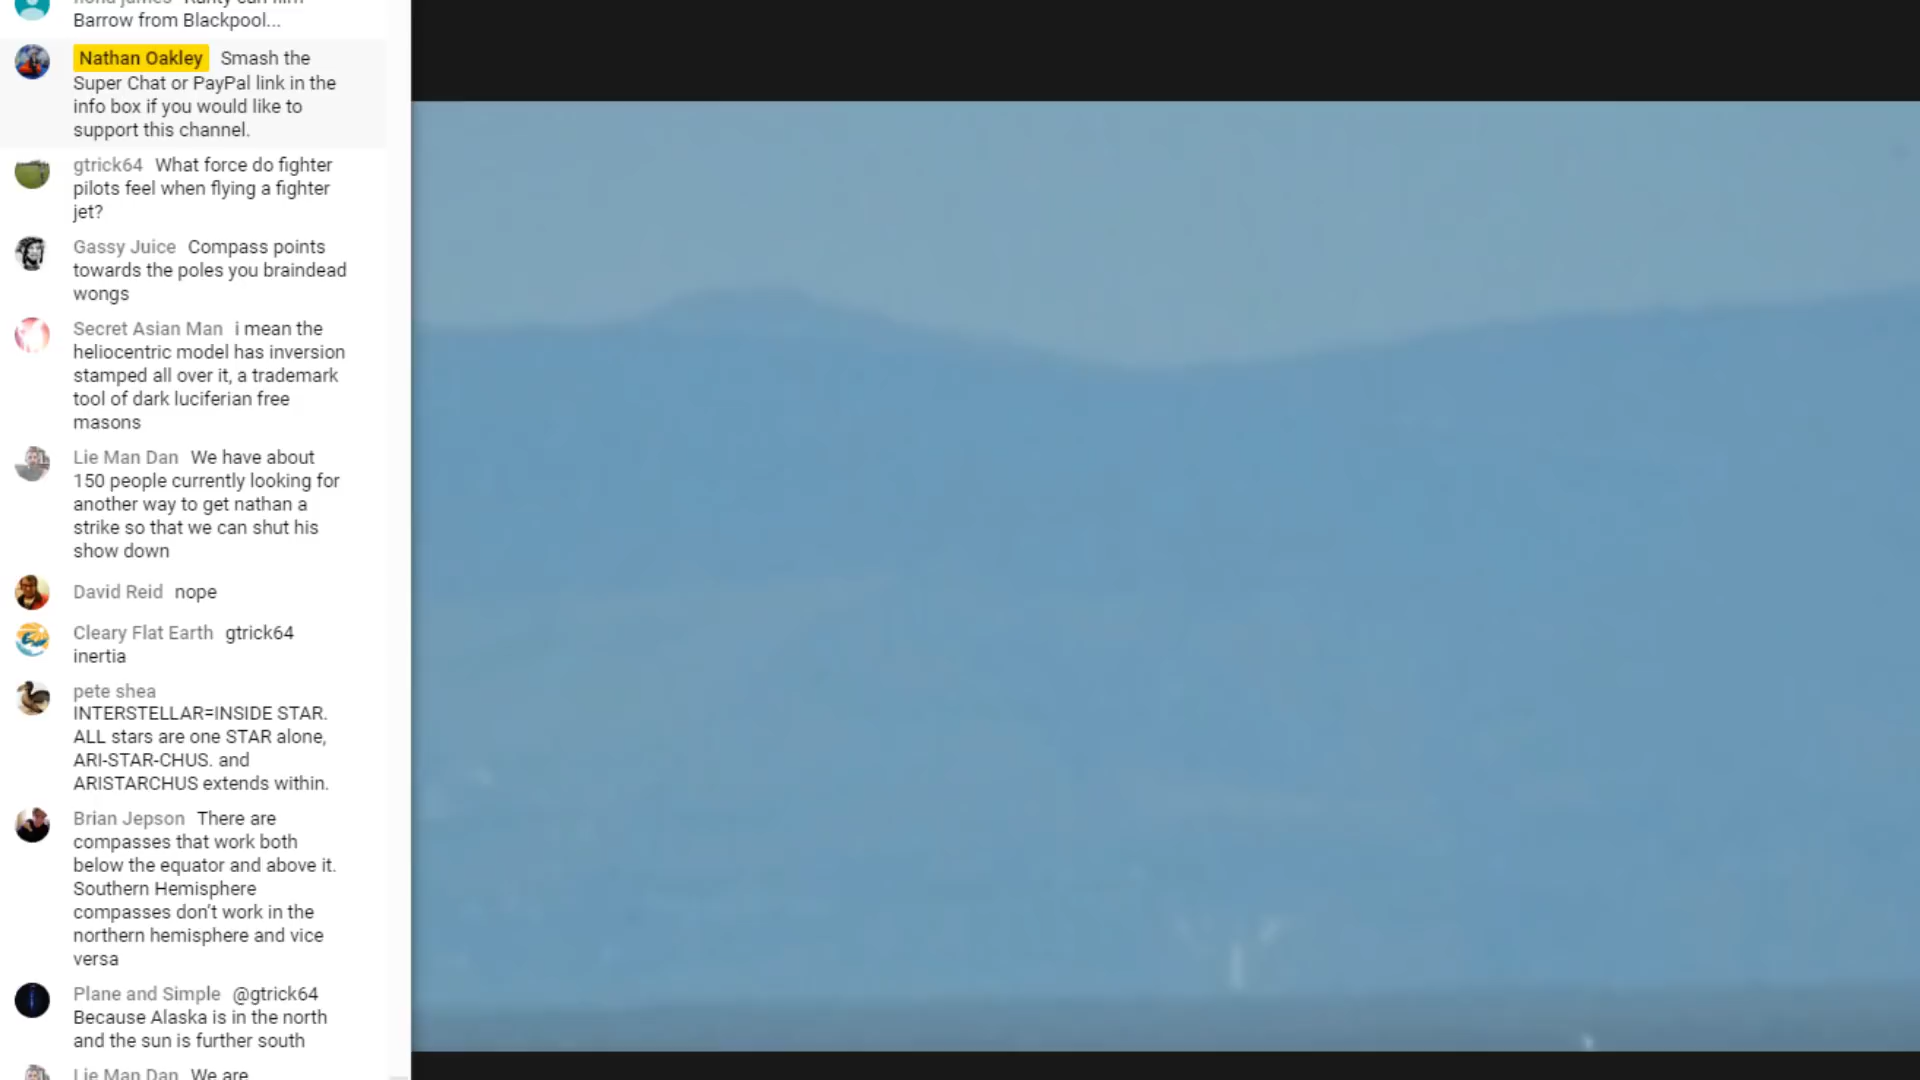 Barrow from Blackpool...
Nathan Oakley Smash the
Super Chat or PayPal link in the
info box if you would like to
support this channel.
gtrick64 What force do fighter
pilots feel when flying a fighter
jet?
Gassy Juice Compass points
towards the poles you braindead
wongs
Secret Asian Man i mean the
heliocentric model has inversion
stamped all over it, a trademark
tool of dark luciferian free
masons
Lie Man Dan We have about
150 people currently looking for
another way to get nathan a
strike so that we can shut his
show down
David Reid nope
Cleary Flat Earth gtrick64
inertia
pete shea
INTERSTELLAR=INSIDE STAR.
ALL stars are one STAR alone,
ARI-STAR-CHUS. and
ARISTARCHUS extends within.
Brian Jepson There are
compasses that work both
below the equator and above it.
Southern Hemisphere
compasses don't work in the
northern hemisphere and vice
versa
Plane and Simple @gtrick64
Because Alaska is in the north
and the sun is further south
Lie Man Dan We are